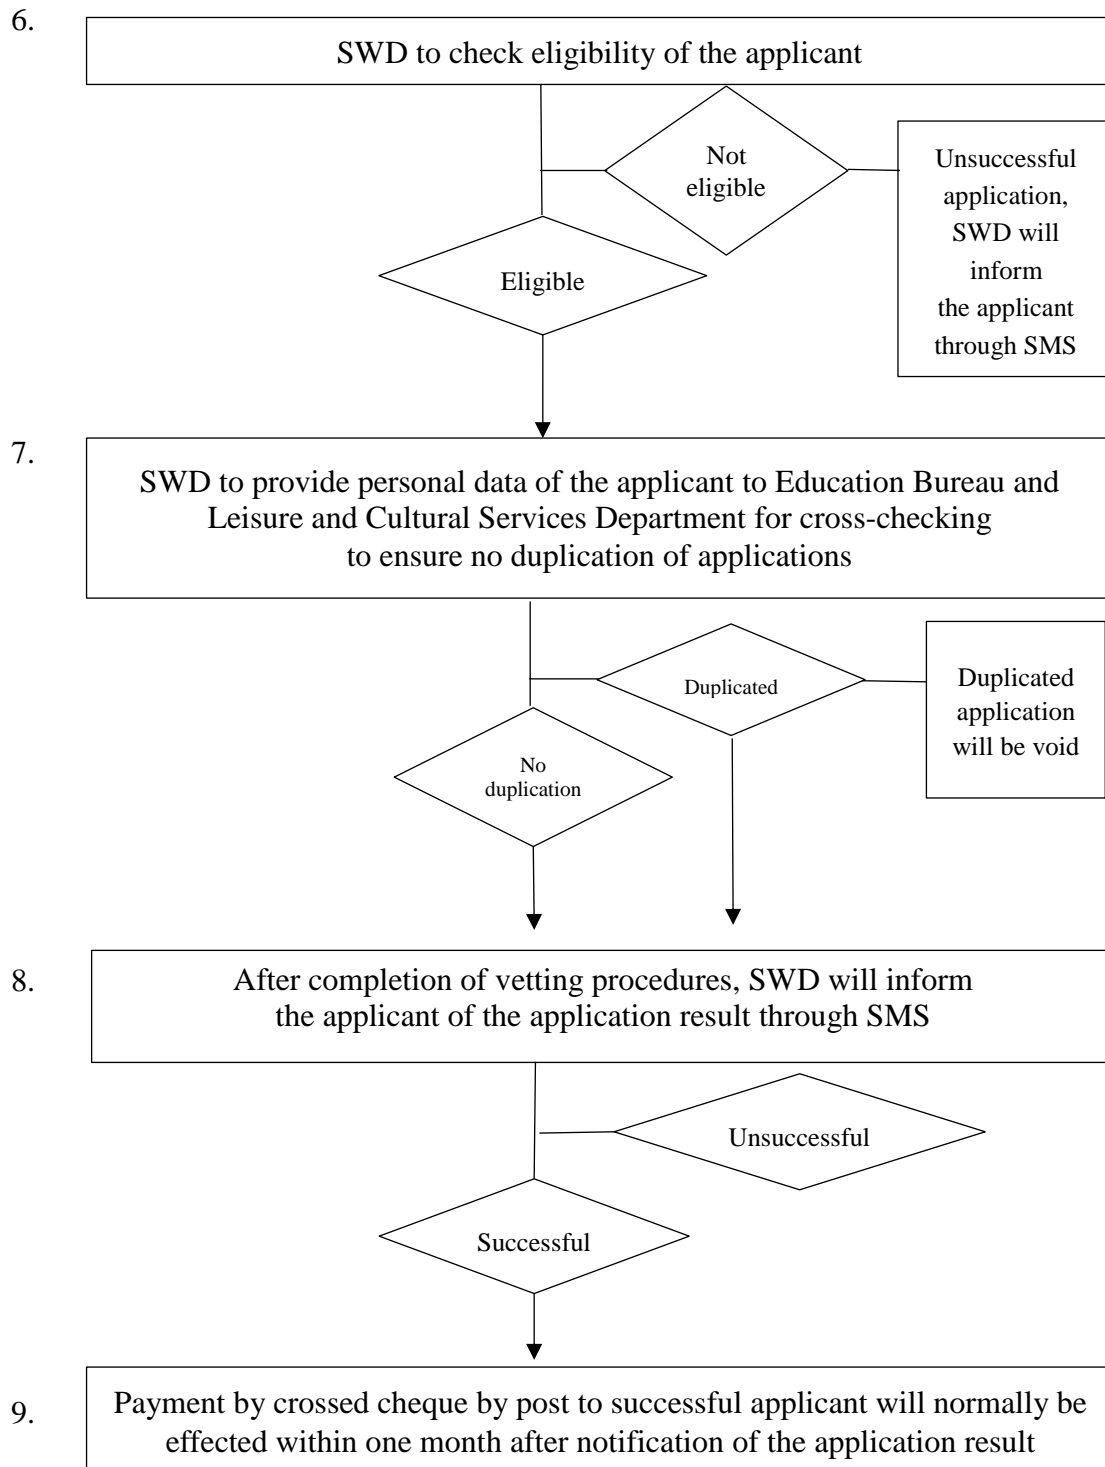 6.
SWD to check eligibility of the applicant
Not
eligible
Unsuccessful
application,
SWD will
inform
the applicant
through SMS
Eligible
7.
SWD to provide personal data of the applicant to Education Bureau and
Leisure and Cultural Services Department for cross-checking
to ensure no duplication of applications
Duplicated
Duplicated
application
will be void
No
duplication
8.
After completion of vetting procedures, SWD will inform
the applicant of the application result through SMS
Unsuccessful
Successful
9.
Payment by crossed cheque by post to successful applicant will normally be
effected within one month after notification of the application result